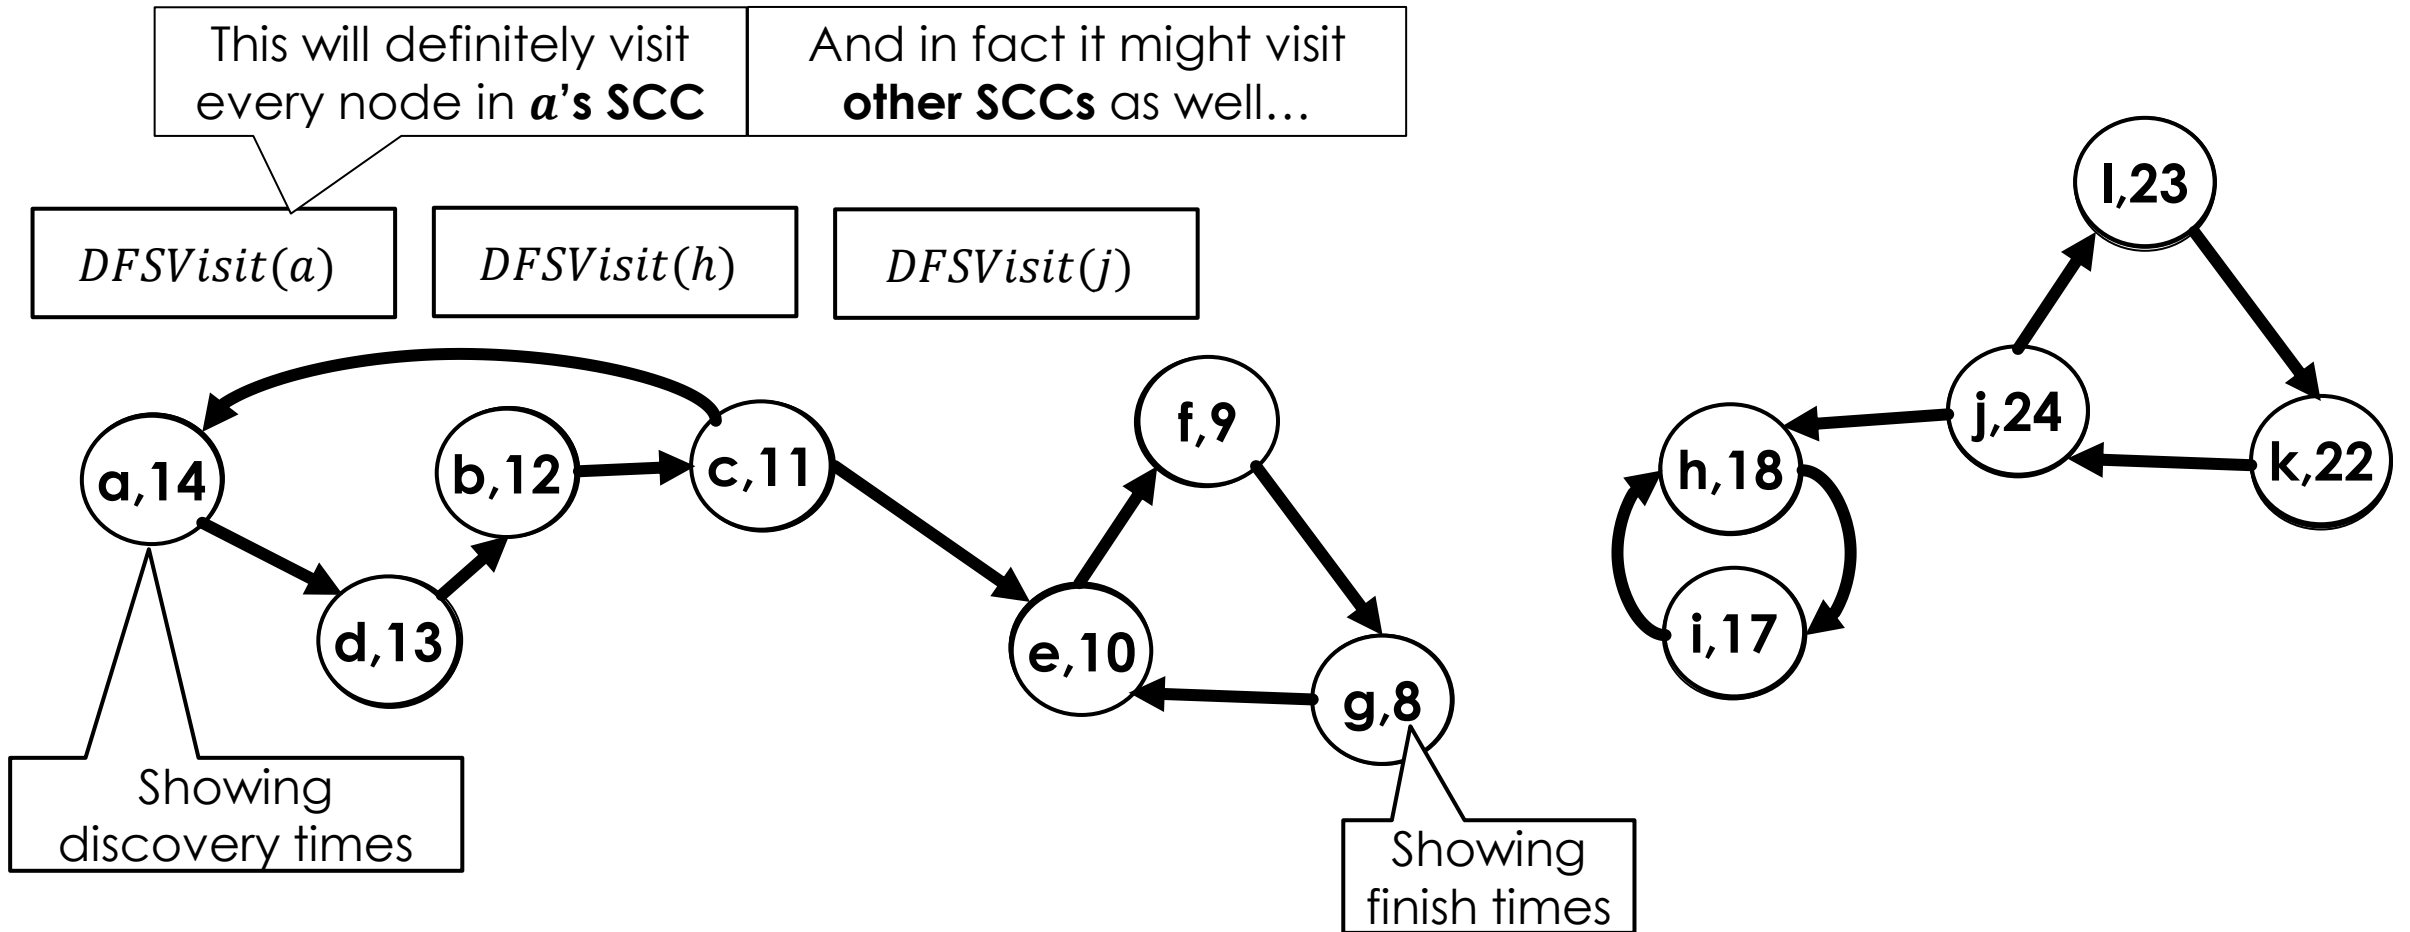 This will definitely visit
every node in a's SCC
And in fact it might visit
other SCCs as well…
DFSVisit(a)
DFSVisit(h)
DFSVisit(j)
l,23
j,24
k,22
h,18
i,17
f,9
a,14
b,12
c,11
d,13
e,10
g,8
Showing
discovery times
Showing
finish times